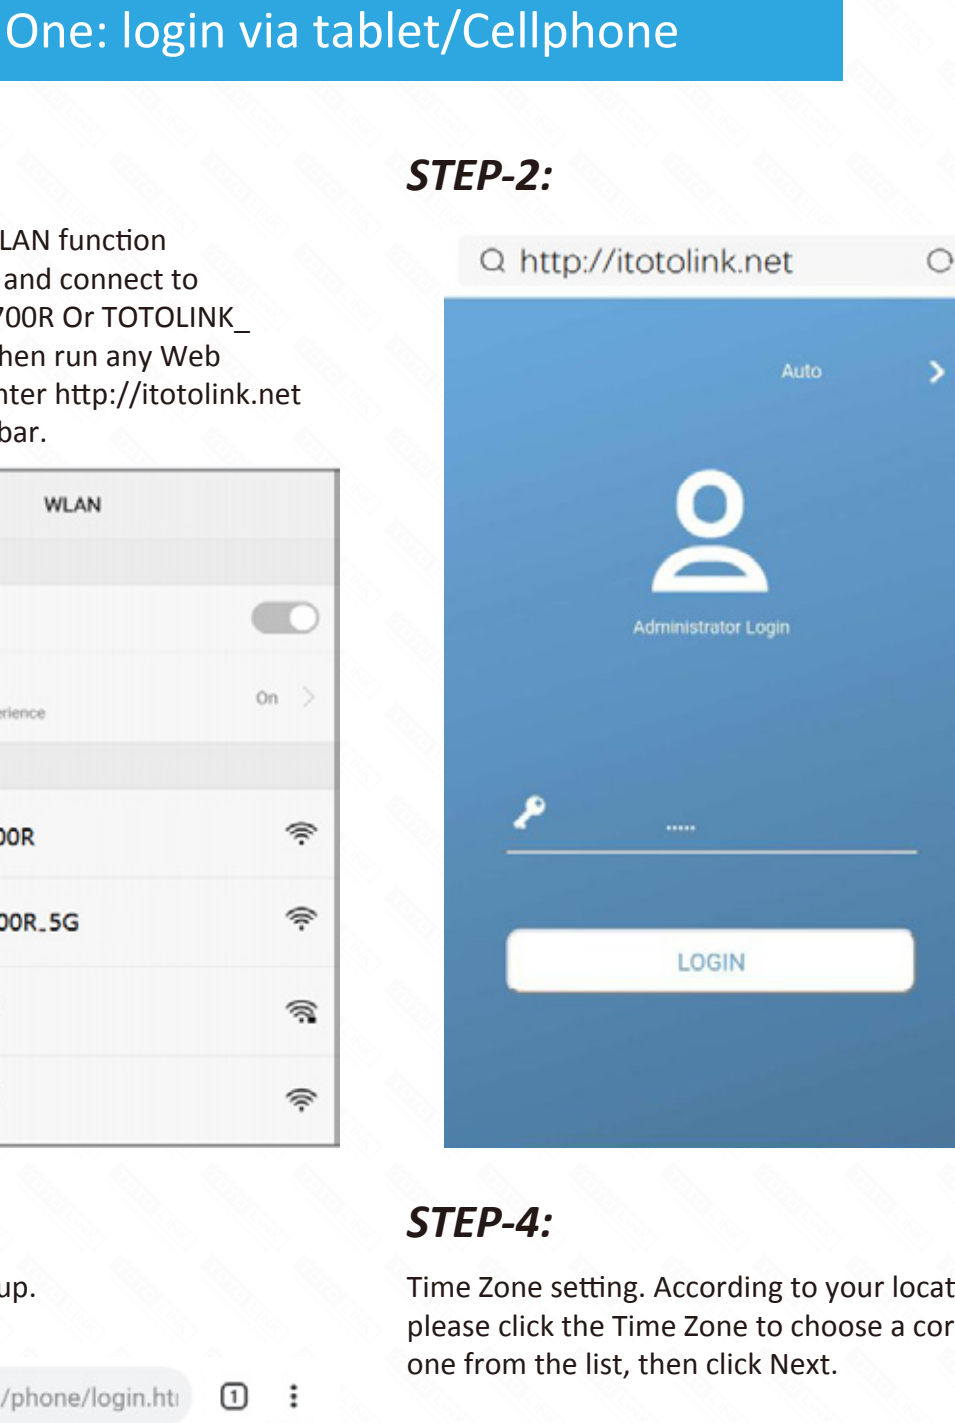 One: login via tablet/Cellphone
LAN function
and connect to
700R Or TOTOLINK_
hen run any Web
nter http://itotolink.net
bar.
WLAN
On
erience
00R
00R_5G
STEP-2:
http://itotolink.net
Auto
Administrator Login
LOGIN
up.
/phone/login.ht
1
STEP-4:
Time Zone setting. According to your locat
please click the Time Zone to choose a cor
one from the list, then click Next.